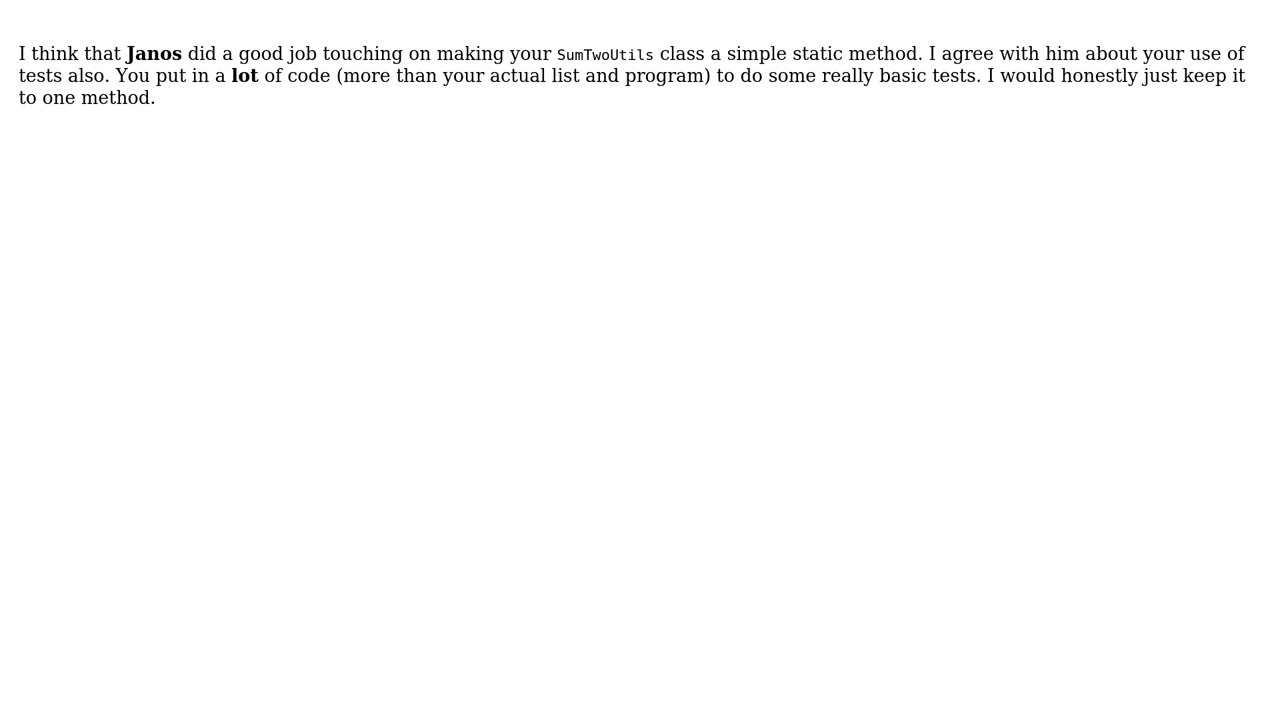 I think that Janos did a good job touching on making your SumTwoUtils class a simple static method. I agree with him about your use of
tests also. You put in a lot of code (more than your actual list and program) to do some really basic tests. I would honestly just keep it
to one method.